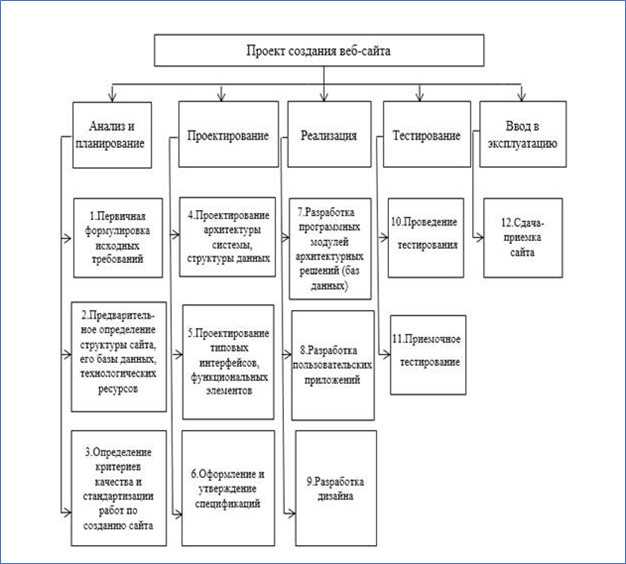 Проект создания веб-сайта
Анализ и
планирование
Проектирование
Реализация
Тестирование
Ввод в
эксплуатацию
1.Первичная
формулировка
исходных
требований
4.Проектирование
архитектуры
системы,
структуры данных
7.Разработка
программных
модулей
архитектурных
решений (баз
данных)
10.Проведение
тестирования
12.Сдача-
приемка
сайта
2.Предваритель-
ное определение
структуры сайта,
его базы данных,
технологических
ресурсов
5.Проектирование
типовых
интерфейсов,
функциональных
элементов
8.Разработка
пользовательских
приложений
11.Приемочное
тестирование
3.Определение
критериев
качества и
стандартизации
работ по
созданию сайта
6.Оформление и
утверждение
спецификаций
9.Разработка
дизайна